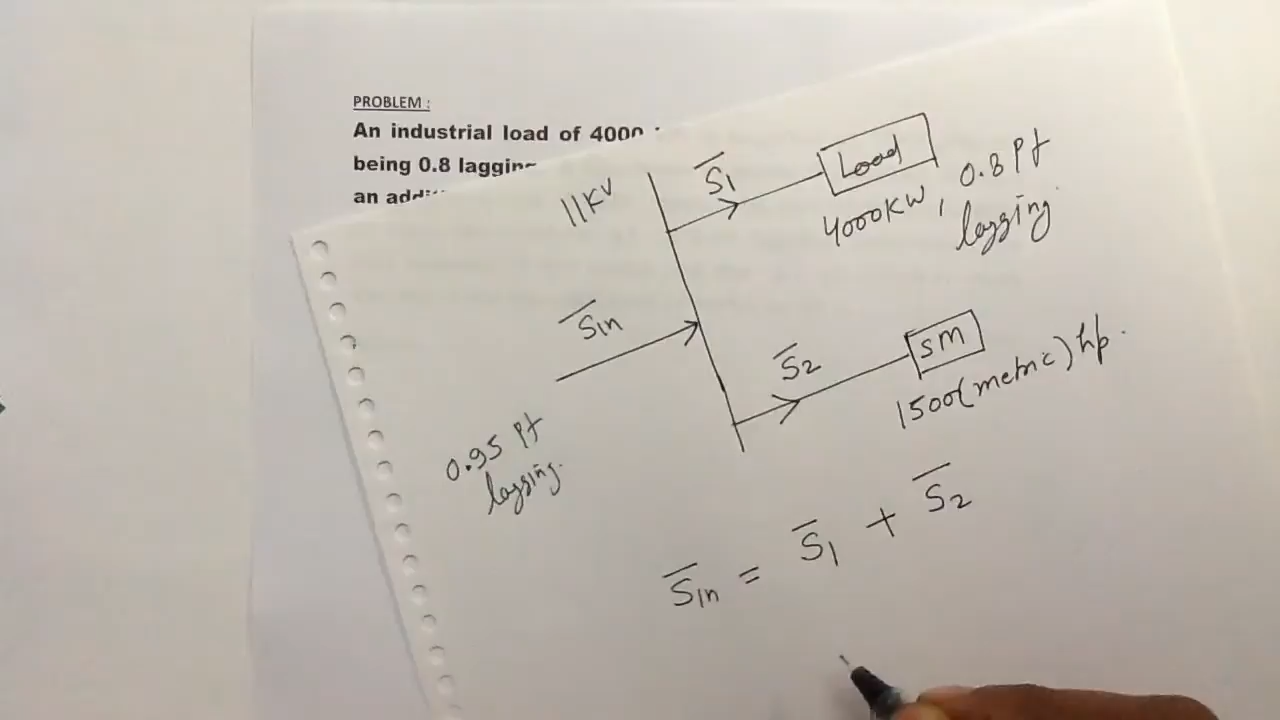 PROBLEM :
An industrial load of 4000
being 0.8 lagging
an
11KV
S1
Load
4000KW, 0.8 Pf
lagging
Sin
S2
SM
1500(metric) hp.
0.95 Pf
lagging.
Sin = S1 + S2